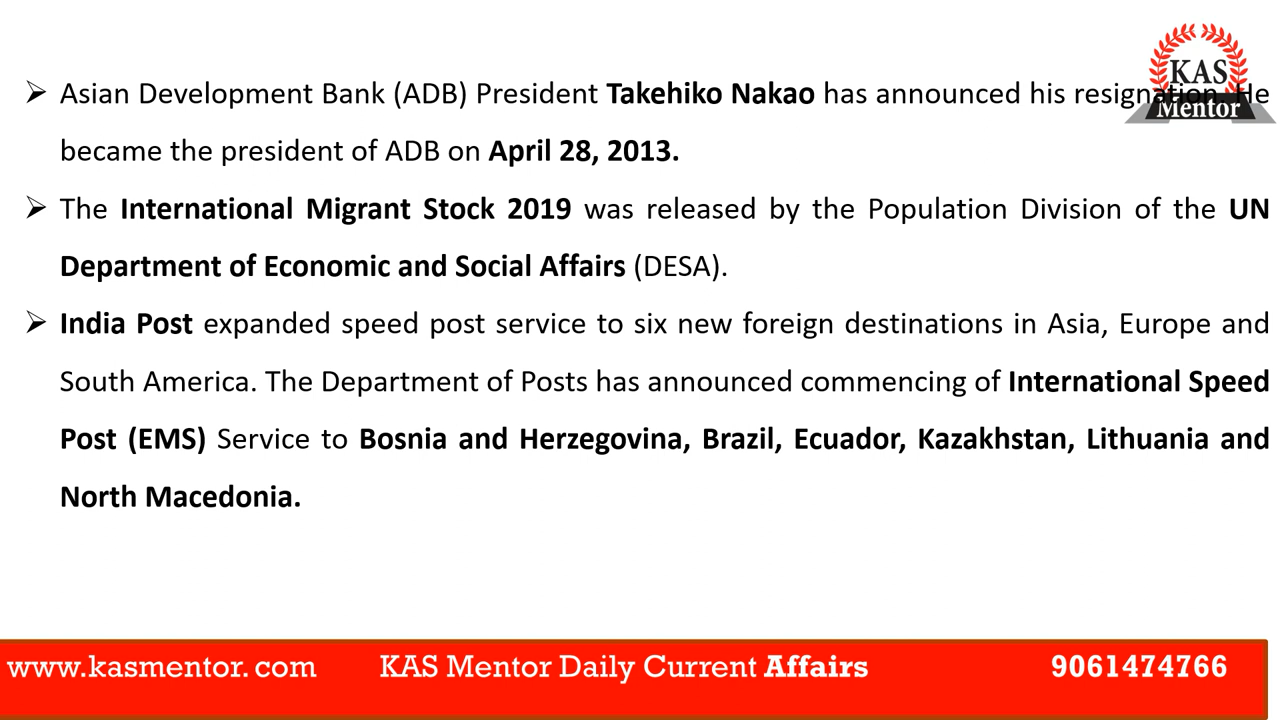 KAS
Mentor
➢ Asian Development Bank (ADB) President Takehiko Nakao has announced his resignation. He
became the president of ADB on April 28, 2013.
➢ The International Migrant Stock 2019 was released by the Population Division of the UN
Department of Economic and Social Affairs (DESA).
➢ India Post expanded speed post service to six new foreign destinations in Asia, Europe and
South America. The Department of Posts has announced commencing of International Speed
Post (EMS) Service to Bosnia and Herzegovina, Brazil, Ecuador, Kazakhstan, Lithuania and
North Macedonia.
www.kasmentor. com KAS Mentor Daily Current Affairs 9061474766